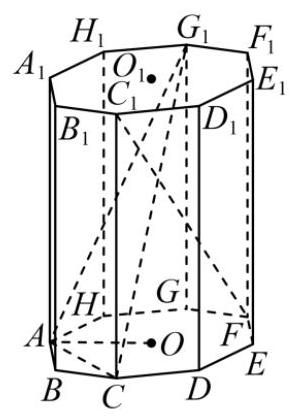 H₁ G₁ F₁
A₁ O₁ E₁
B₁ C₁ D₁
H G
A O F
B C D E